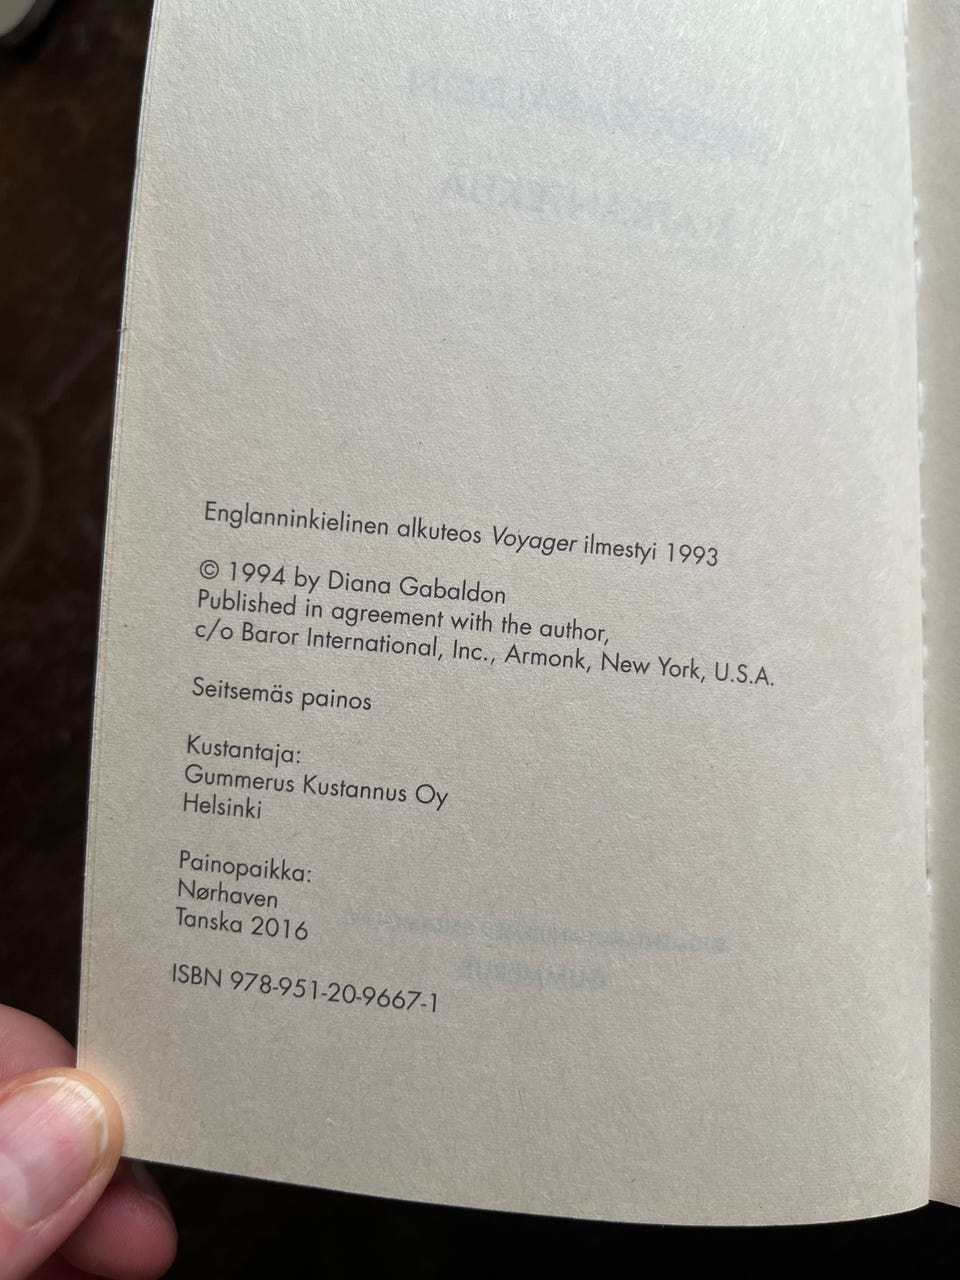 Englanninkielinen alkuteos Voyager ilmestyi 1993
© 1994 by Diana Gabaldon
Published in agreement with the author,
c/o Baror International, Inc., Armonk, New York, U.S.A.
Seitsemäs painos
Kustantaja:
Gummerus Kustannus Oy
Helsinki
Painopaikka:
Nørhaven
Tanska 2016
ISBN 978-951-20-9667-1